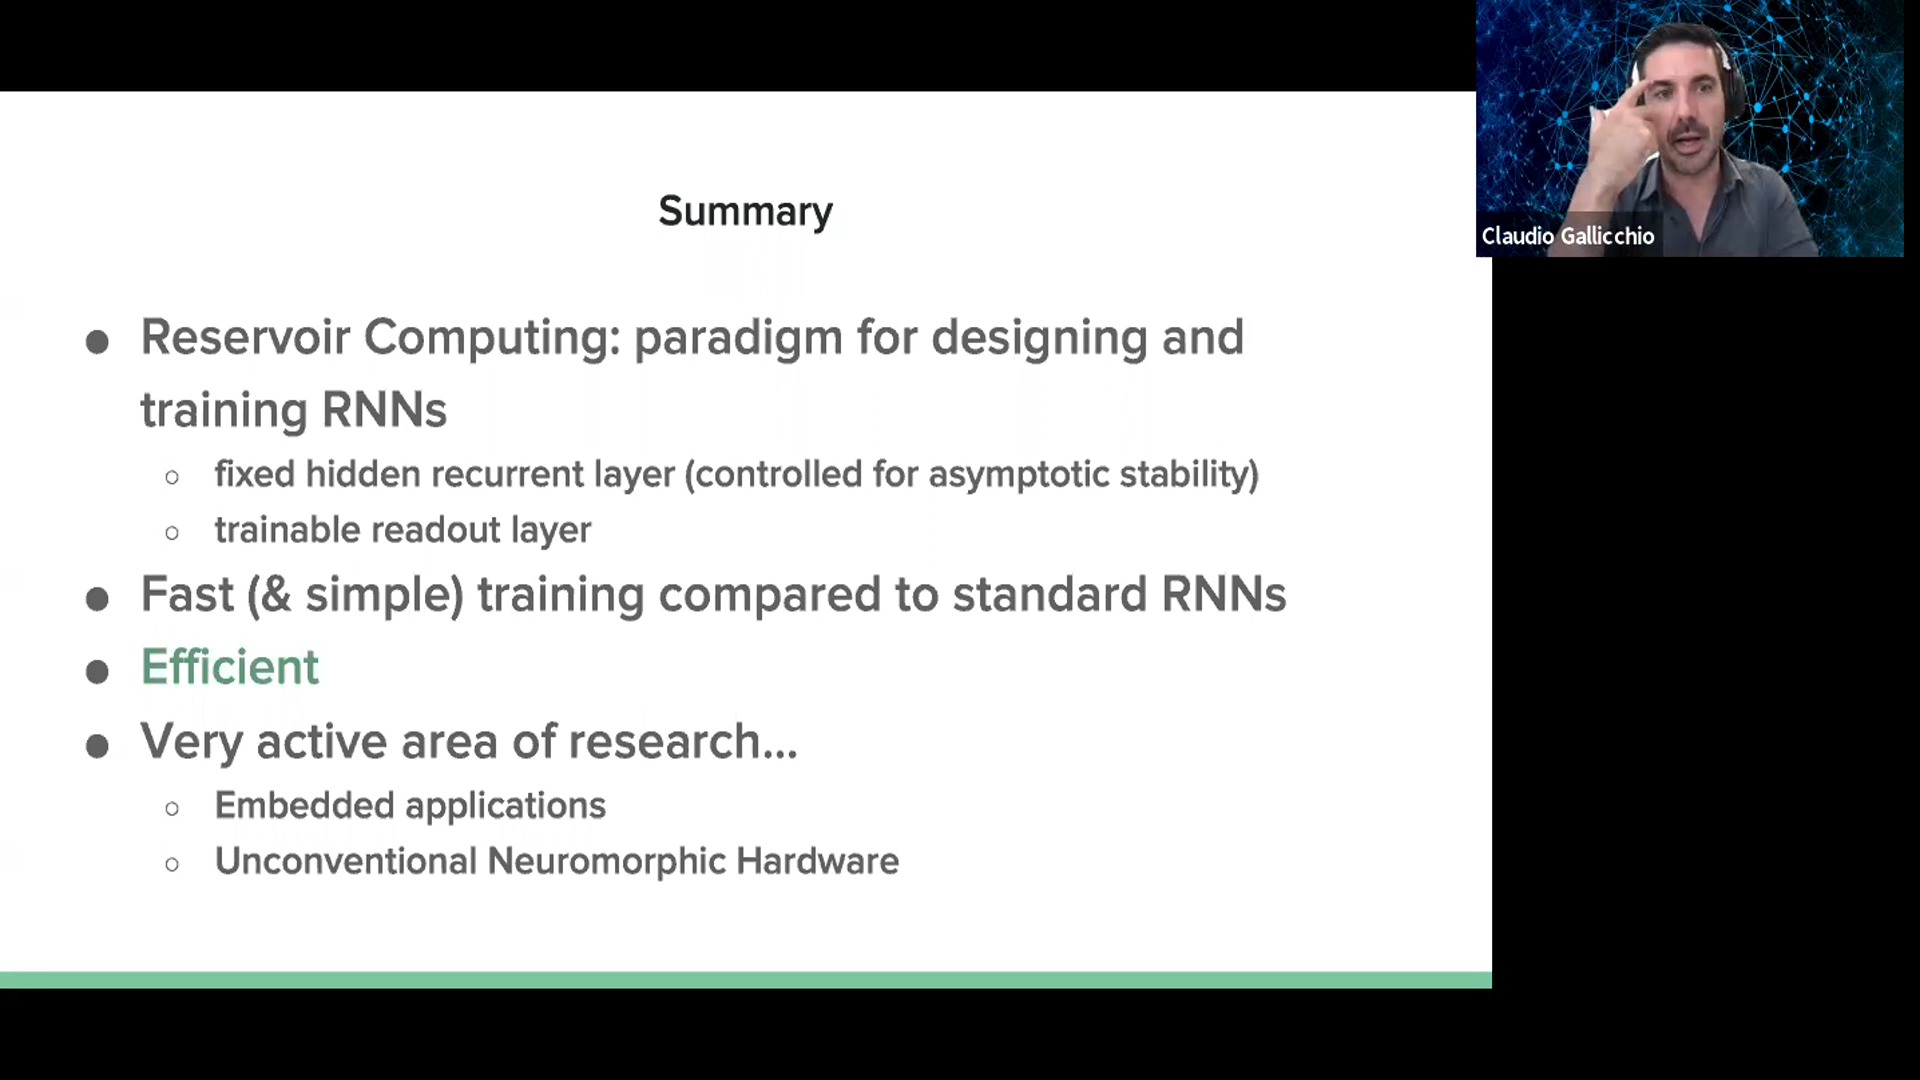 Claudio Gallicchio
Summary
● Reservoir Computing: paradigm for designing and
training RNNs
○ fixed hidden recurrent layer (controlled for asymptotic stability)
○ trainable readout layer
● Fast (& simple) training compared to standard RNNs
● Efficient
● Very active area of research...
○ Embedded applications
○ Unconventional Neuromorphic Hardware